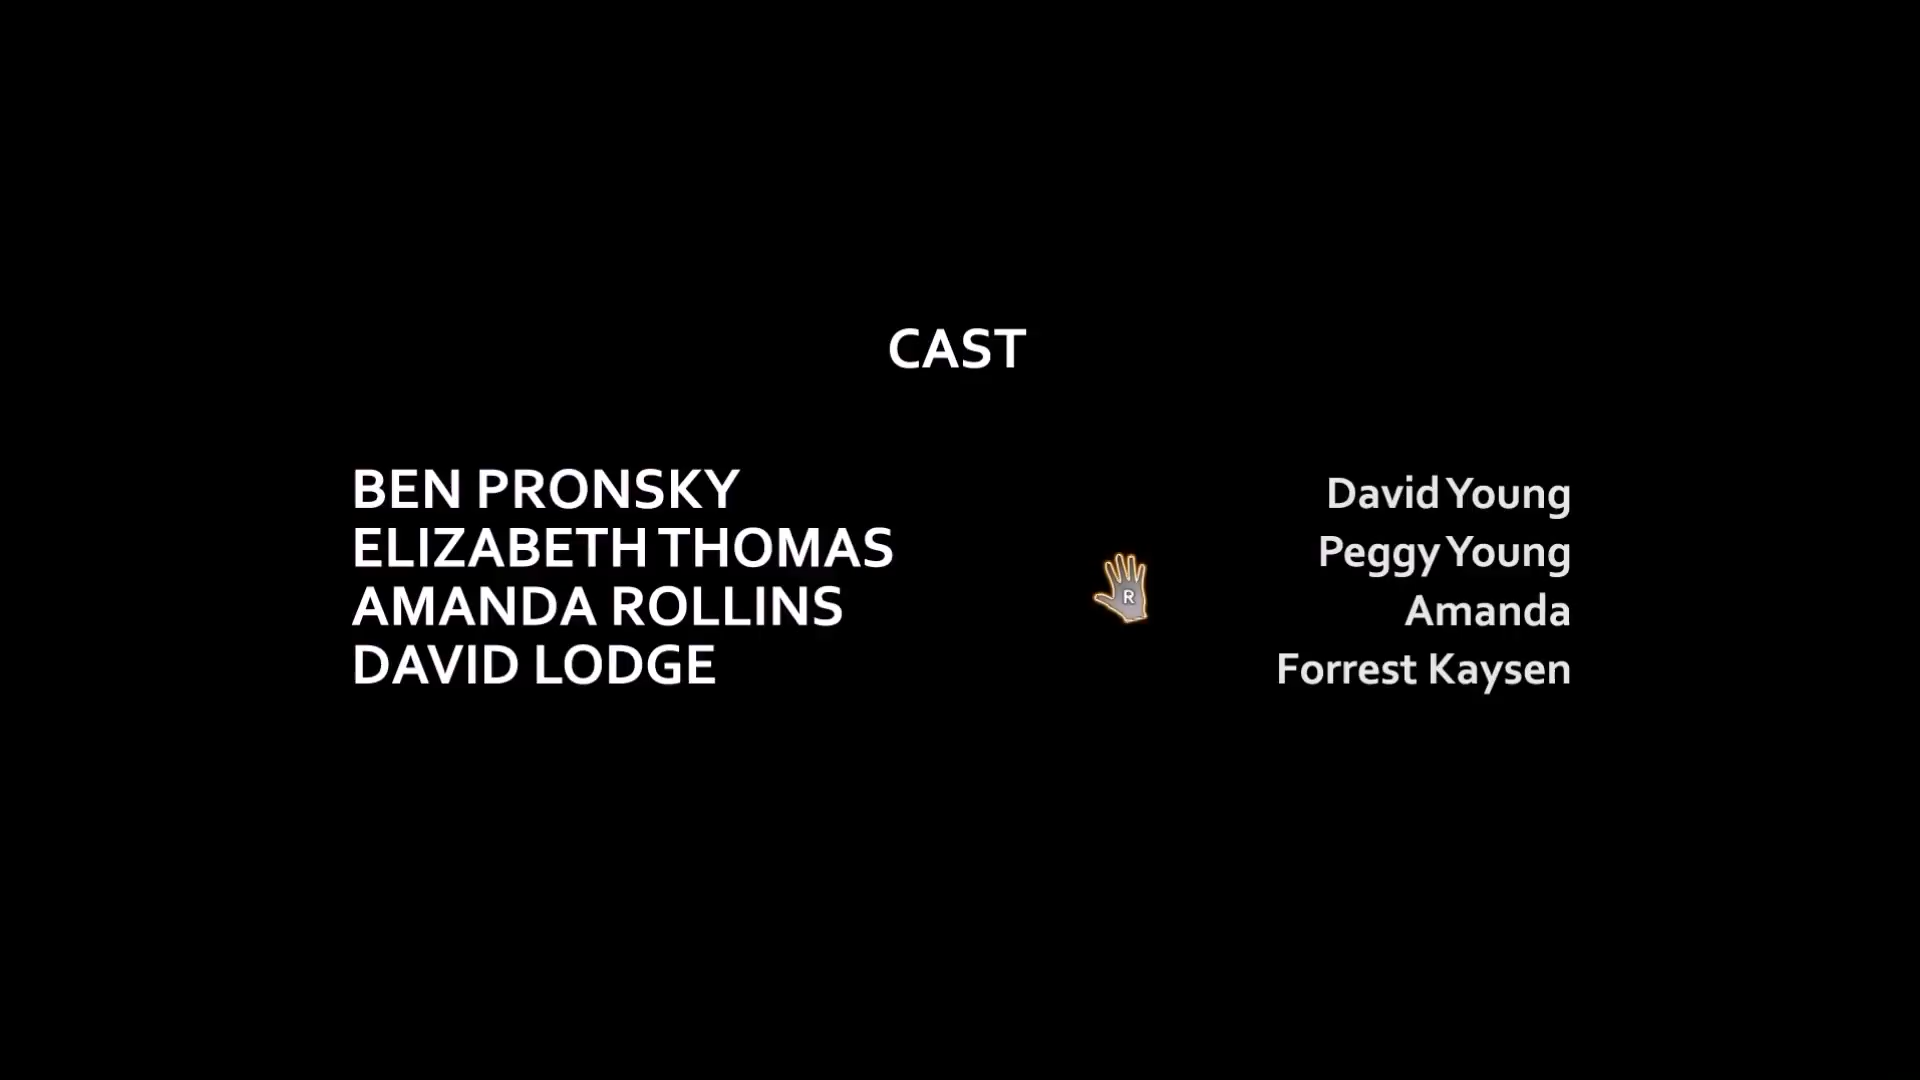 CAST
BEN PRONSKY David Young
ELIZABETH THOMAS Peggy Young
AMANDA ROLLINS R Amanda
DAVID LODGE Forrest Kaysen